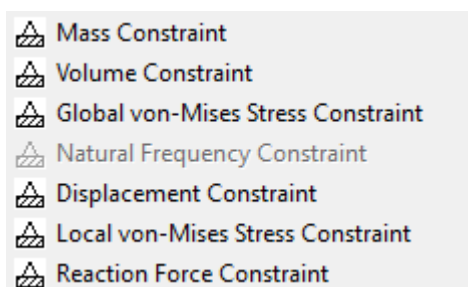 Mass Constraint
Volume Constraint
Global von-Mises Stress Constraint
Natural Frequency Constraint
Displacement Constraint
Local von-Mises Stress Constraint
Reaction Force Constraint